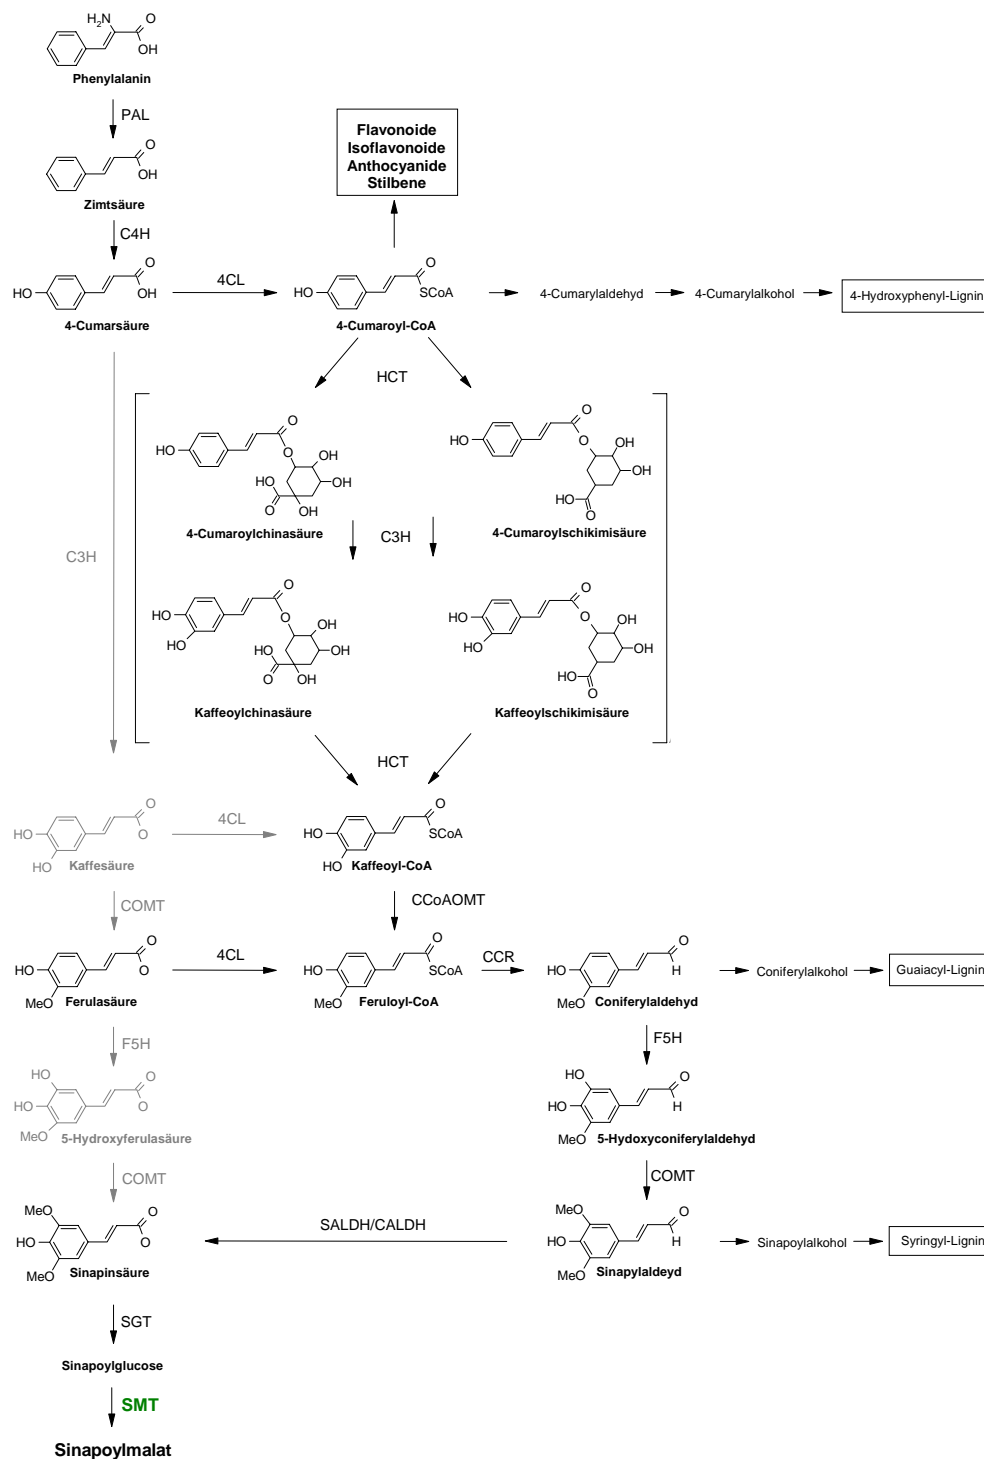 H2N
O
OH
Phenylalanin
PAL
O
OH
Zimtsäure
C4H
Flavonoide
Isoflavonoide
Anthocyanide
Stilbene
O
HO
OH
4-Cumarsäure
4CL
O
HO
SCoA
4-Cumaroyl-CoA
4-Cumarylaldehyd
4-Cumarylalkohol
4-Hydroxyphenyl-Lignin
HCT
O
HO
O
OH
HO
OH
O
OH
4-Cumaroylchinasäure
O
HO
O
OH
OH
HO
O
4-Cumaroylschikimisäure
C3H
C3H
O
HO
HO
O
OH
HO
OH
O
OH
Kaffeoylchinasäure
O
HO
HO
O
OH
OH
HO
O
Kaffeoylschikimisäure
HCT
O
HO
O
HO
Kaffesäure
4CL
O
HO
SCoA
HO
Kaffeoyl-CoA
COMT
CCoAOMT
O
HO
O
MeO
Ferulasäure
4CL
O
HO
SCoA
MeO
Feruloyl-CoA
CCR
O
HO
H
MeO
Coniferylaldehyd
Coniferylalkohol
Guaiacyl-Lignin
F5H
F5H
HO
O
HO
O
MeO
5-Hydroxyferulasäure
HO
O
HO
H
MeO
5-Hydoxyconiferylaldehyd
COMT
COMT
MeO
O
HO
O
MeO
Sinapinsäure
SALDH/CALDH
MeO
O
HO
H
MeO
Sinapylaldeyd
Sinapoylalkohol
Syringyl-Lignin
SGT
Sinapoylglucose
SMT
Sinapoylmalat